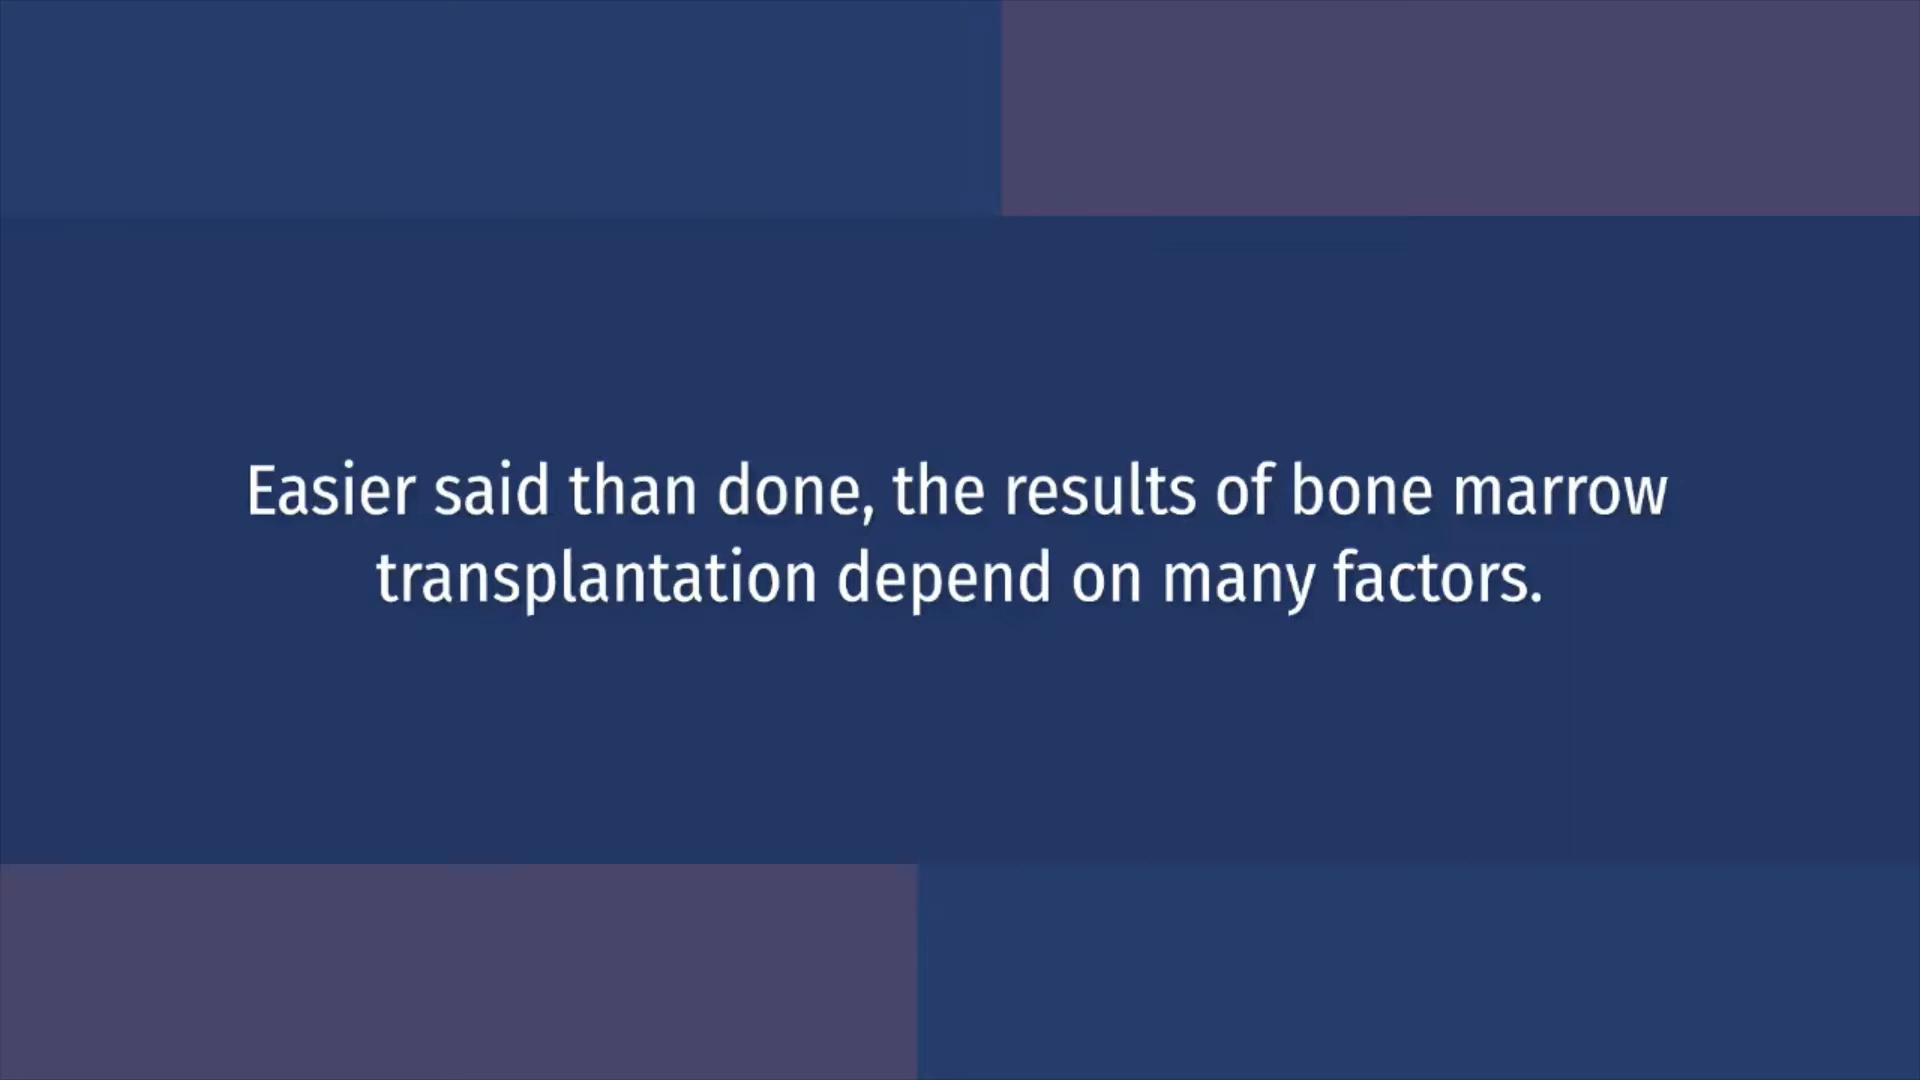 Easier said than done, the results of bone marrow
transplantation depend on many factors.